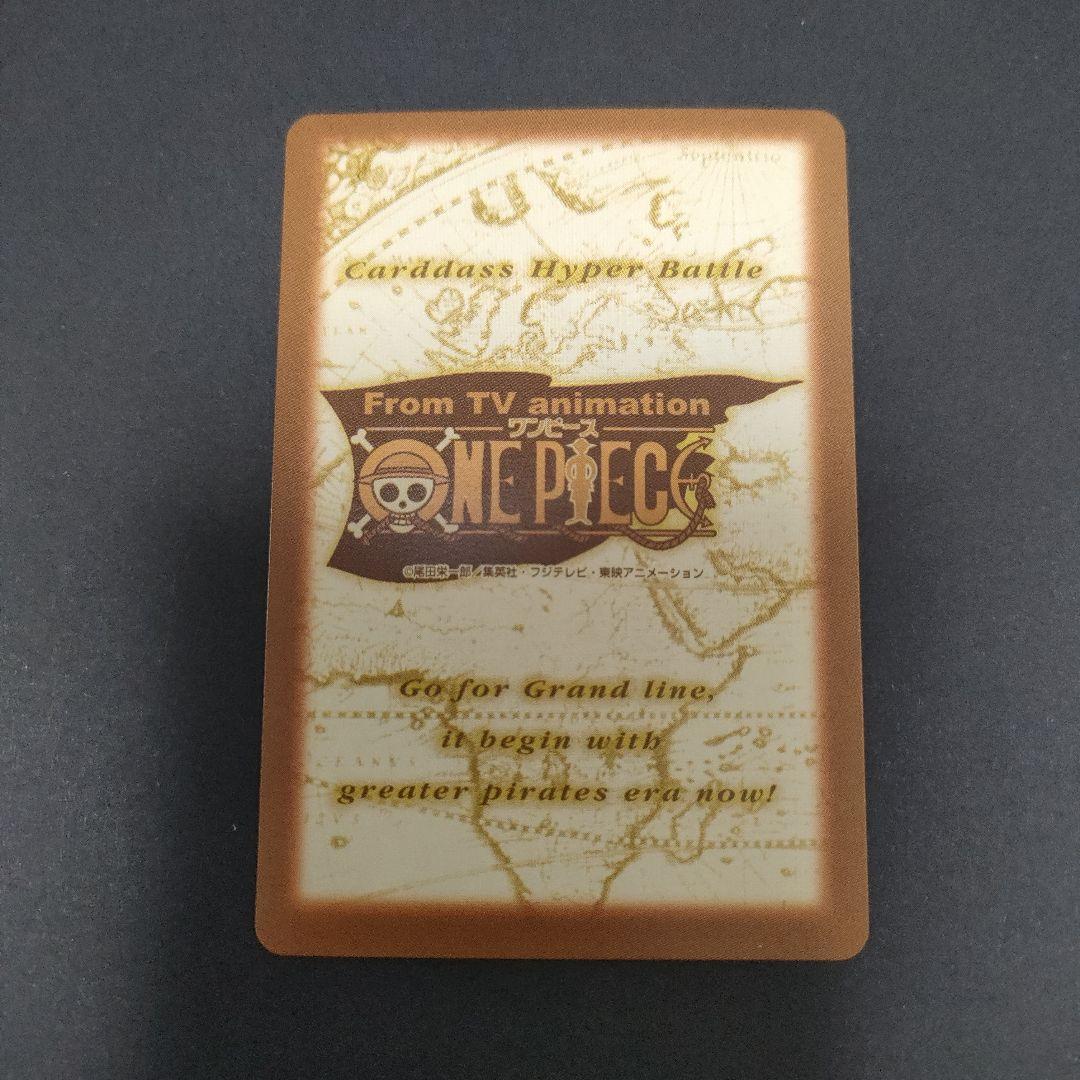 Septentrio
Carddass Hyper Battle
From TV animation
ワンピース
ONE PIECE
©尾田栄一郎／集英社・フジテレビ・東映アニメーション
Go for Grand line,
it begin with
greater pirates era now!